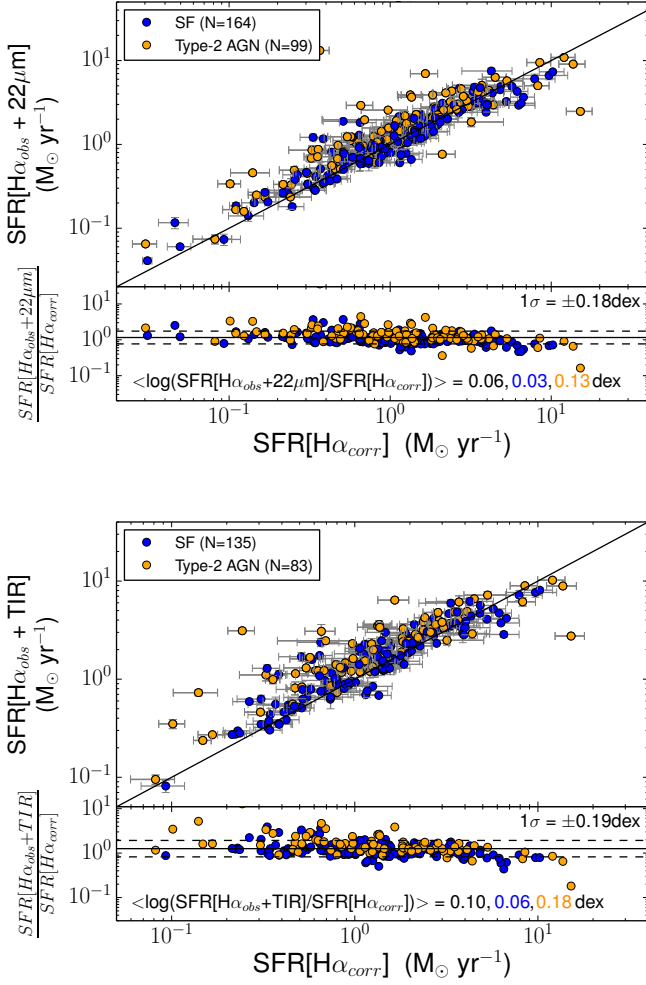 SF (N=164)
Type-2 AGN (N=99)
SFR[Hα_obs + 22μm]
(M⊙ yr⁻¹)
10¹
10⁰
10⁻¹
SFR[Hα_obs+22μm]
SFR[Hα_corr]
10¹
10⁰
10⁻¹
1σ = ±0.18dex
<log(SFR[Hα_obs+22μm]/SFR[Hα_corr])> = 0.06, 0.03, 0.13 dex
10⁻¹ 10⁰ 10¹
SFR[Hα_corr] (M⊙ yr⁻¹)
SF (N=135)
Type-2 AGN (N=83)
SFR[Hα_obs + TIR]
(M⊙ yr⁻¹)
10¹
10⁰
10⁻¹
SFR[Hα_obs+TIR]
SFR[Hα_corr]
10¹
10⁰
10⁻¹
1σ = ±0.19dex
<log(SFR[Hα_obs+TIR]/SFR[Hα_corr])> = 0.10, 0.06, 0.18 dex
10⁻¹ 10⁰ 10¹
SFR[Hα_corr] (M⊙ yr⁻¹)